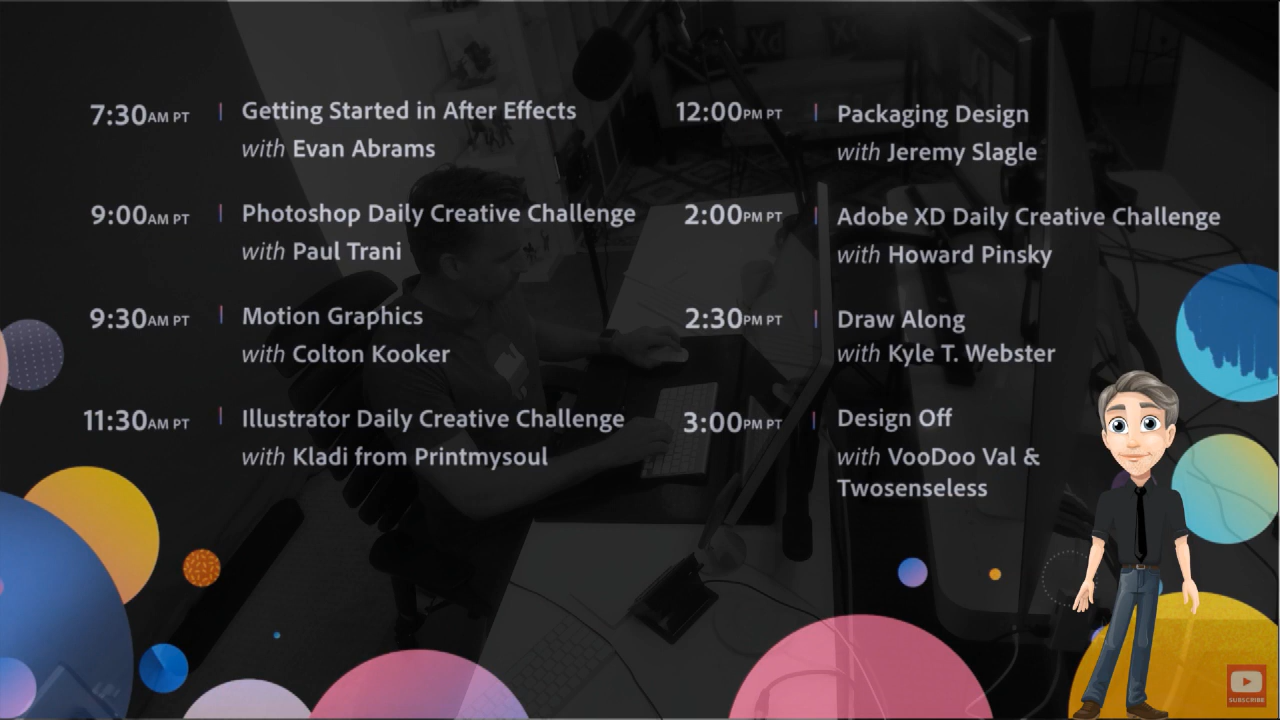 7:30AM PT | Getting Started in After Effects
with Evan Abrams
9:00AM PT | Photoshop Daily Creative Challenge
with Paul Trani
9:30AM PT | Motion Graphics
with Colton Kooker
11:30AM PT | Illustrator Daily Creative Challenge
with Kladi from Printmysoul
12:00PM PT | Packaging Design
with Jeremy Slagle
2:00PM PT | Adobe XD Daily Creative Challenge
with Howard Pinsky
2:30PM PT | Draw Along
with Kyle T. Webster
3:00PM PT | Design Off
with VooDoo Val &
Twosenseless
Xd
Xd
SUBSCRIBE